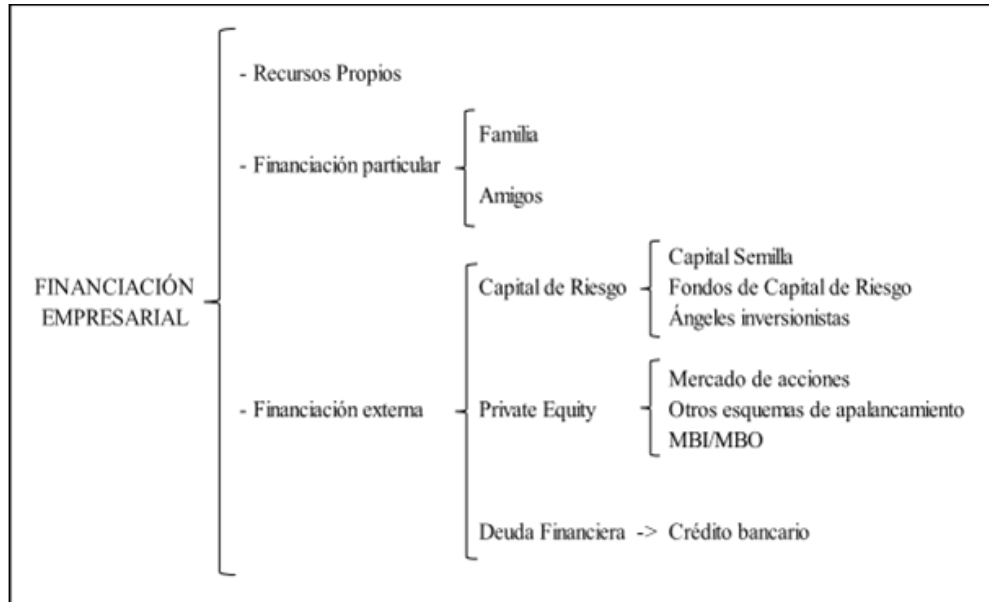 FINANCIACIÓN
EMPRESARIAL
- Recursos Propios
- Financiación particular
Familia
Amigos
- Financiación externa
Capital de Riesgo
Capital Semilla
Fondos de Capital de Riesgo
Ángeles inversionistas
Private Equity
Mercado de acciones
Otros esquemas de apalancamiento
MBI/MBO
Deuda Financiera -> Crédito bancario